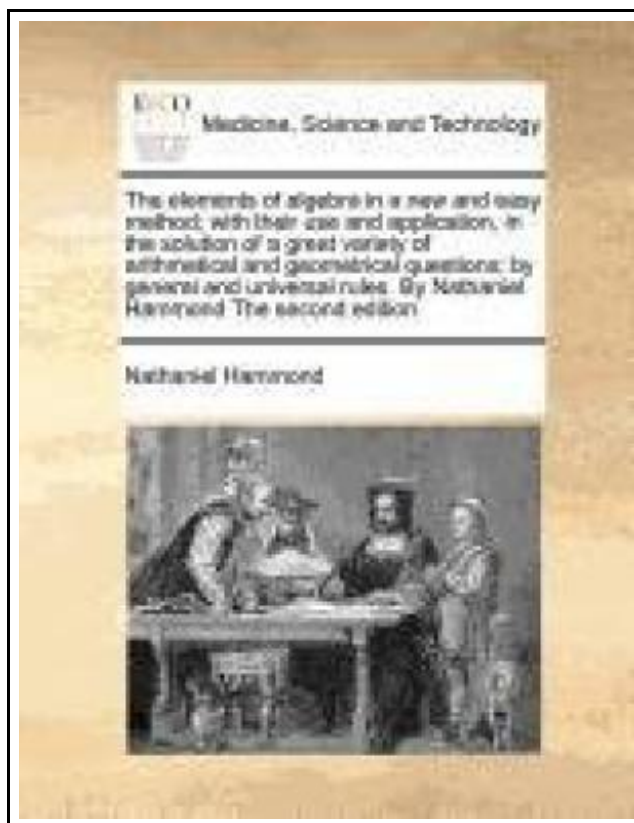 ECCO
Medicine, Science and Technology
The elements of algebra in a new and easy
method; with their use and application, in
the solution of a great variety of
arithmetical and geometrical questions; by
general and universal rules. By Nathaniel
Hammond The second edition
Nathaniel Hammond